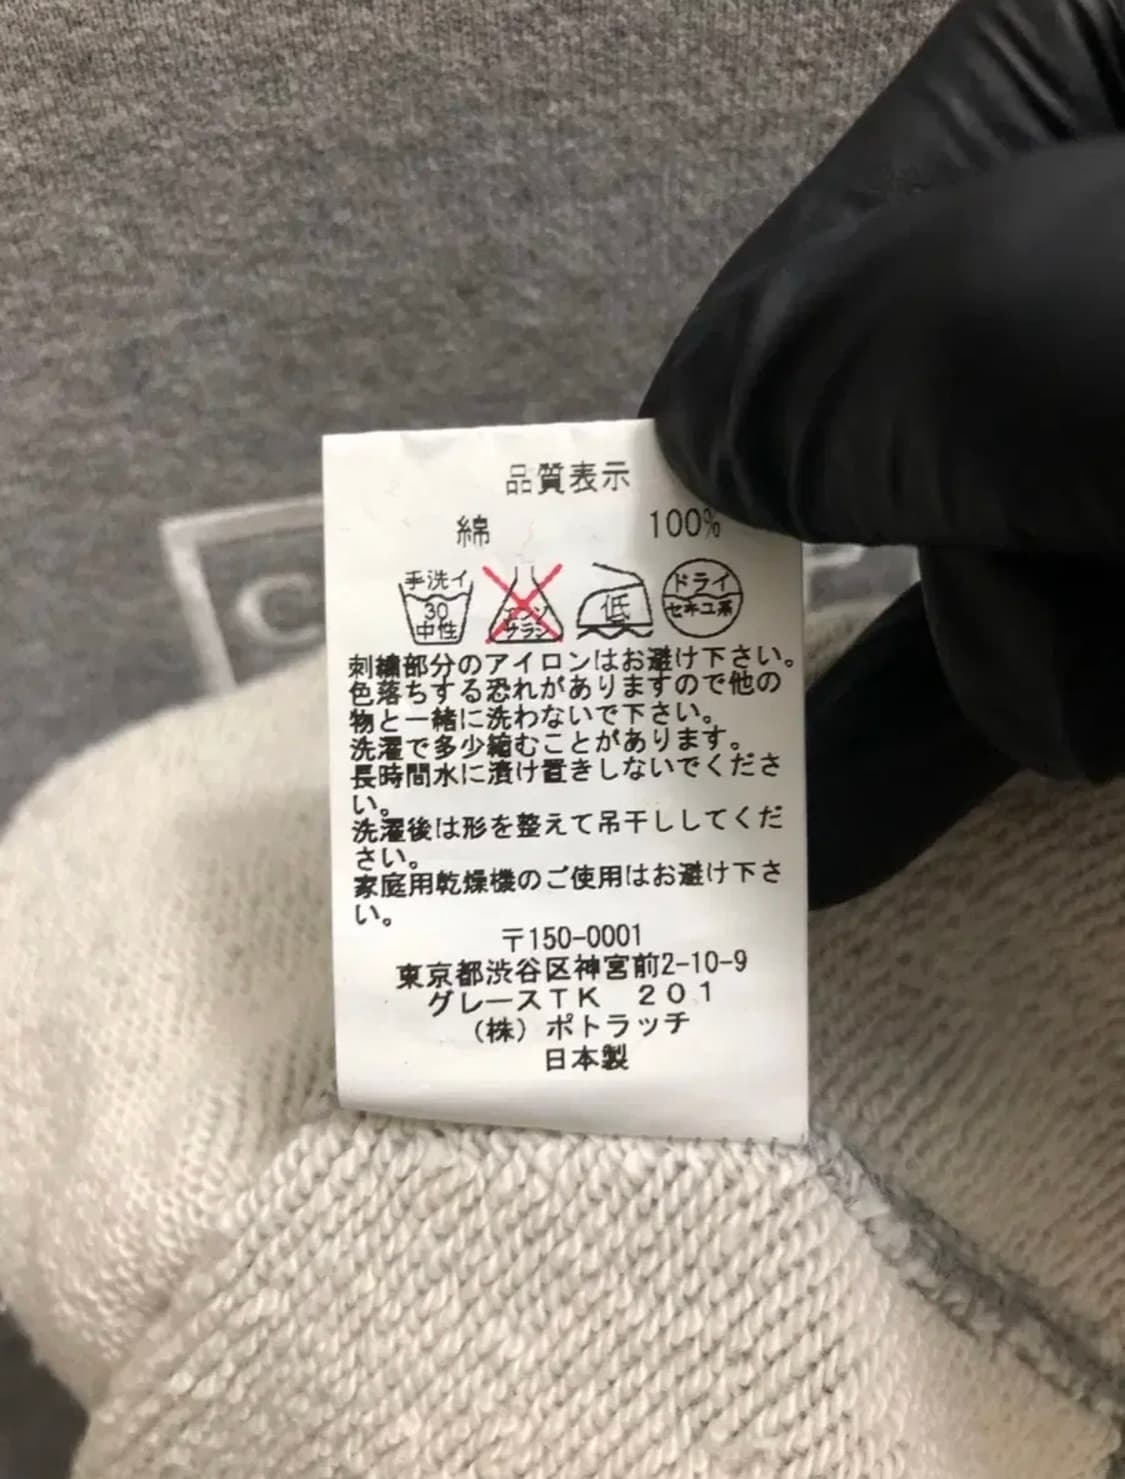 品質表示
綿 100%
手洗イ
30
中性
エンソ
サラシ
低
ドライ
セキユ系
刺繍部分のアイロンはお避け下さい。
色落ちする恐れがありますので他の
物と一緒に洗わないで下さい。
洗濯で多少縮むことがあります。
長時間水に漬け置きしないでくださ
い。
洗濯後は形を整えて吊干ししてくだ
さい。
家庭用乾燥機のご使用はお避け下さ
い。
〒150-0001
東京都渋谷区神宮前2-10-9
グレースTK 201
(株)ポトラッチ
日本製